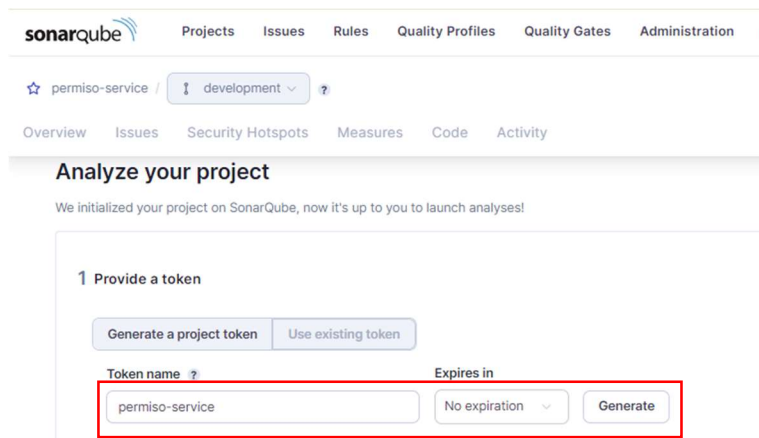 sonarqube Projects Issues Rules Quality Profiles Quality Gates Administration
permiso-service / development ?
Overview Issues Security Hotspots Measures Code Activity
Analyze your project
We initialized your project on SonarQube, now it's up to you to launch analyses!
1 Provide a token
Generate a project token Use existing token
Token name ? Expires in
permiso-service No expiration Generate